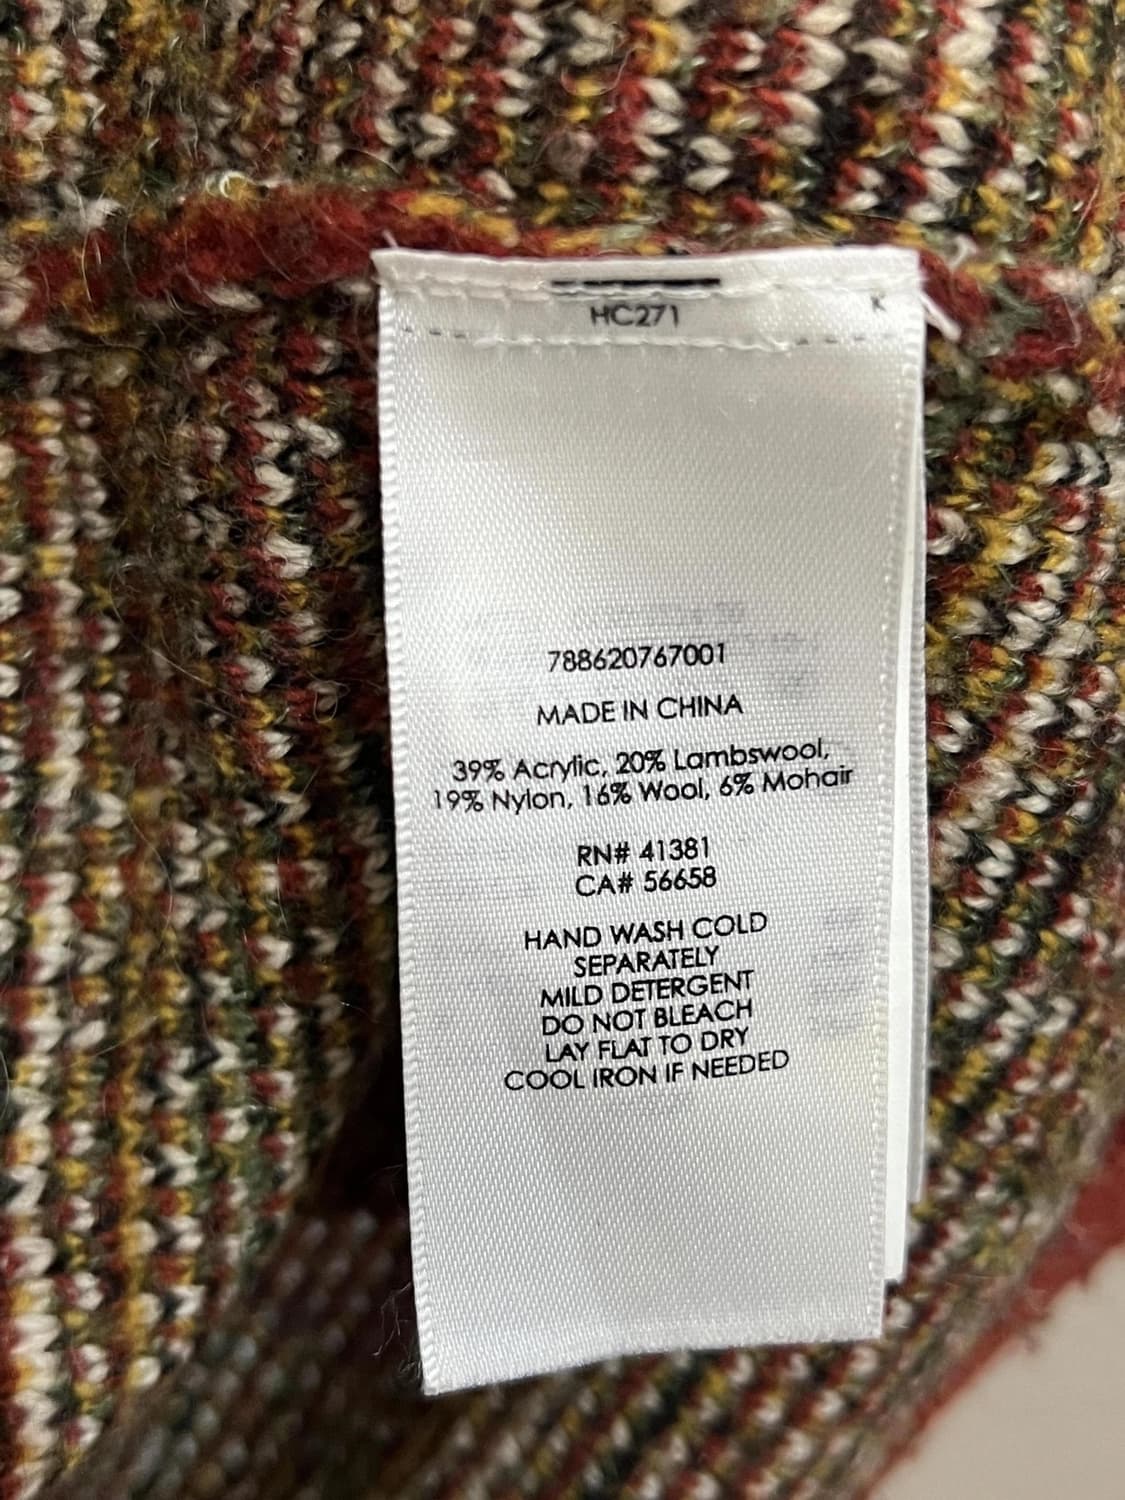 HC271
K
788620767001
MADE IN CHINA
39% Acrylic, 20% Lambswool,
19% Nylon, 16% Wool, 6% Mohair
RN# 41381
CA# 56658
HAND WASH COLD
SEPARATELY
MILD DETERGENT
DO NOT BLEACH
LAY FLAT TO DRY
COOL IRON IF NEEDED